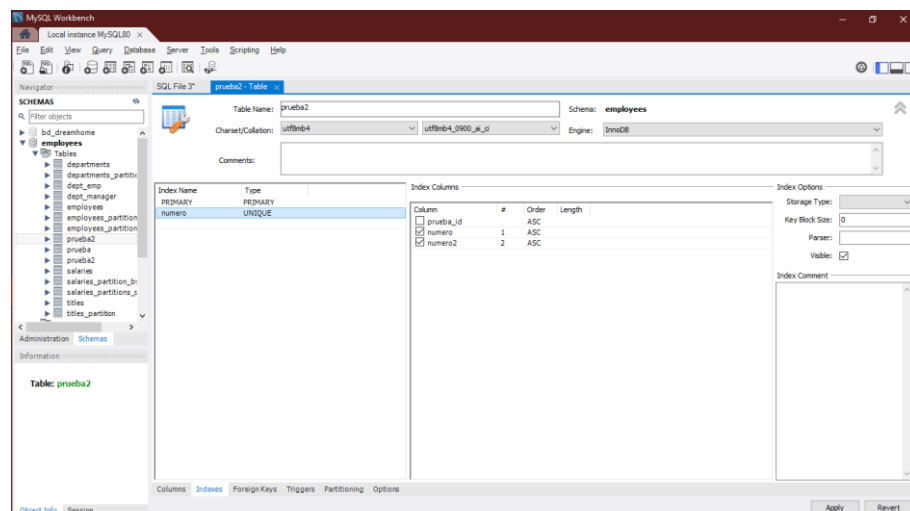 MySQL Workbench
Local instance MySQL80 ×
File Edit View Query Database Server Tools Scripting Help
Navigator
SQL File 3* prueba2 - Table ×
SCHEMAS
Filter objects
bd_dreamhome
employees
Tables
departments
departments_partitic
dept_emp
dept_manager
employees
employees_partition
employees_partition
prueba2
prueba
prueba2
salaries
salaries_partition_b
salaries_partitions_s
titles
titles_partition
Administration Schemas
Information
Table: prueba2
Object Info Session
Table Name: prueba2 Schema: employees
Charset/Collation: utf8mb4 utf8mb4_0900_ai_ci Engine: InnoDB
Comments:
Index Name Type
PRIMARY PRIMARY
numero UNIQUE
Index Columns
Column # Order Length
prueba_id ASC
numero 1 ASC
numero2 2 ASC
Index Options
Storage Type:
Key Block Size: 0
Parser:
Visible:
Index Comment
Columns Indexes Foreign Keys Triggers Partitioning Options
Apply Revert